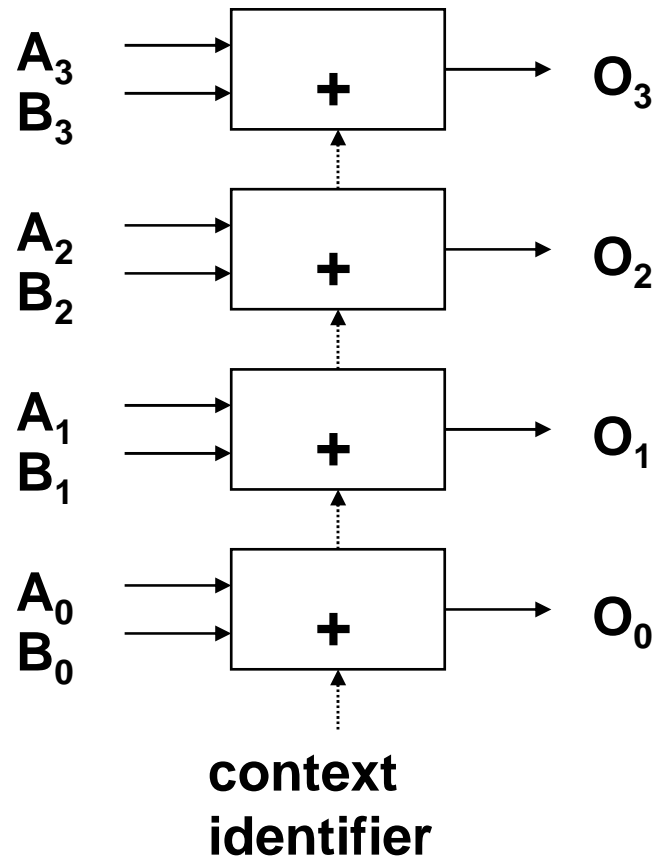 A₃
B₃
+
O₃
A₂
B₂
+
O₂
A₁
B₁
+
O₁
A₀
B₀
+
O₀
context
identifier